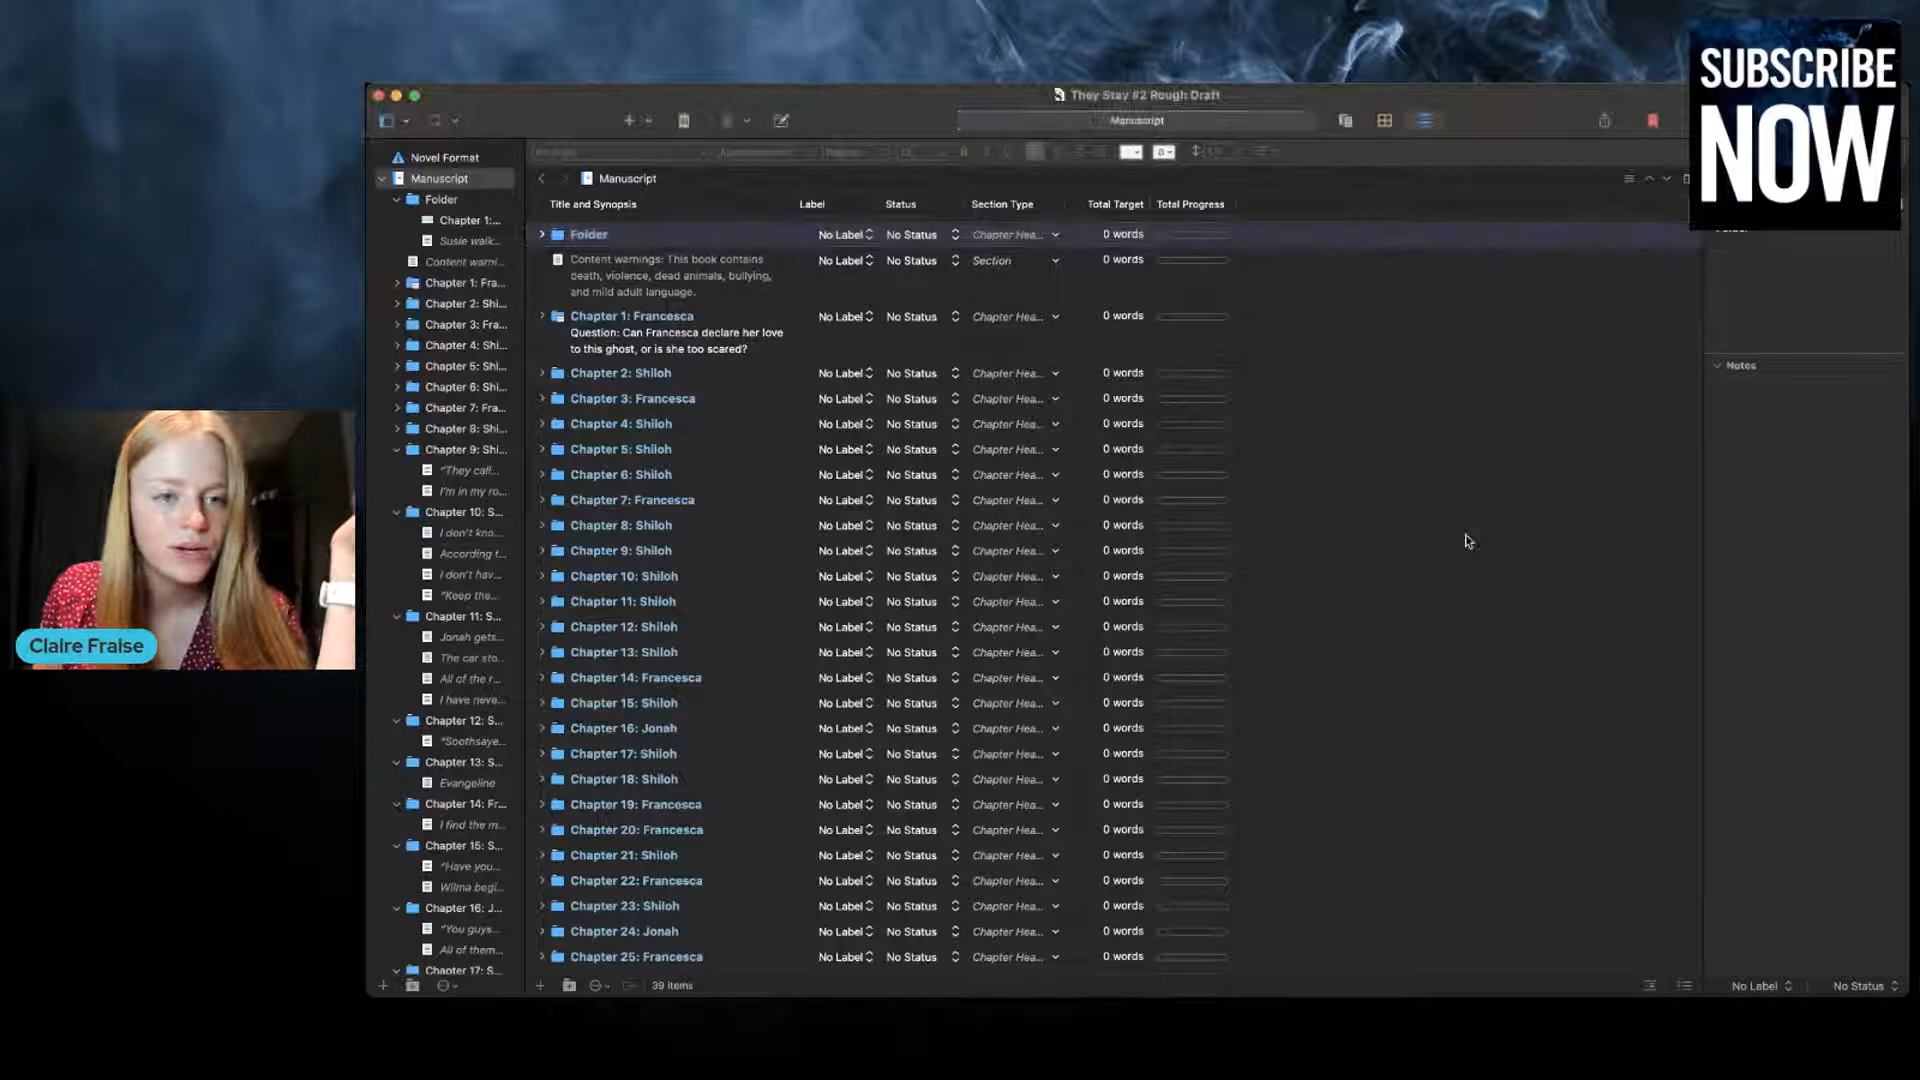 SUBSCRIBE
NOW
They Stay #2 Rough Draft
Manuscript
Novel Format
Manuscript
Folder
Chapter 1:...
Susie walk...
Content warni...
Chapter 1: Fra...
Chapter 2: Shi...
Chapter 3: Fra...
Chapter 4: Shi...
Chapter 5: Shi...
Chapter 6: Shi...
Chapter 7: Fra...
Chapter 8: Shi...
Chapter 9: Shi...
"They call...
I'm in my ro...
Chapter 10: S...
I don't kno...
According t...
I don't hav...
"Keep the...
Chapter 11: S...
Jonah gets...
The car sto...
All of the r...
I have neve...
Chapter 12: S...
"Soothsaye...
Chapter 13: S...
Evangeline
Chapter 14: Fr...
I find the m...
Chapter 15: S...
"Have you...
Wilma begi...
Chapter 16: J...
"You guys...
All of them...
Chapter 17: S...
Manuscript
Title and Synopsis Label Status Section Type Total Target Total Progress
Folder No Label No Status Chapter Hea... 0 words
Content warnings: This book contains No Label No Status Section 0 words
death, violence, dead animals, bullying,
and mild adult language.
Chapter 1: Francesca No Label No Status Chapter Hea... 0 words
Question: Can Francesca declare her love
to this ghost, or is she too scared?
Chapter 2: Shiloh No Label No Status Chapter Hea... 0 words
Chapter 3: Francesca No Label No Status Chapter Hea... 0 words
Chapter 4: Shiloh No Label No Status Chapter Hea... 0 words
Chapter 5: Shiloh No Label No Status Chapter Hea... 0 words
Chapter 6: Shiloh No Label No Status Chapter Hea... 0 words
Chapter 7: Francesca No Label No Status Chapter Hea... 0 words
Chapter 8: Shiloh No Label No Status Chapter Hea... 0 words
Chapter 9: Shiloh No Label No Status Chapter Hea... 0 words
Chapter 10: Shiloh No Label No Status Chapter Hea... 0 words
Chapter 11: Shiloh No Label No Status Chapter Hea... 0 words
Chapter 12: Shiloh No Label No Status Chapter Hea... 0 words
Chapter 13: Shiloh No Label No Status Chapter Hea... 0 words
Chapter 14: Francesca No Label No Status Chapter Hea... 0 words
Chapter 15: Shiloh No Label No Status Chapter Hea... 0 words
Chapter 16: Jonah No Label No Status Chapter Hea... 0 words
Chapter 17: Shiloh No Label No Status Chapter Hea... 0 words
Chapter 18: Shiloh No Label No Status Chapter Hea... 0 words
Chapter 19: Francesca No Label No Status Chapter Hea... 0 words
Chapter 20: Francesca No Label No Status Chapter Hea... 0 words
Chapter 21: Shiloh No Label No Status Chapter Hea... 0 words
Chapter 22: Francesca No Label No Status Chapter Hea... 0 words
Chapter 23: Shiloh No Label No Status Chapter Hea... 0 words
Chapter 24: Jonah No Label No Status Chapter Hea... 0 words
Chapter 25: Francesca No Label No Status Chapter Hea... 0 words
39 items
Notes
No Label No Status
Claire Fraise